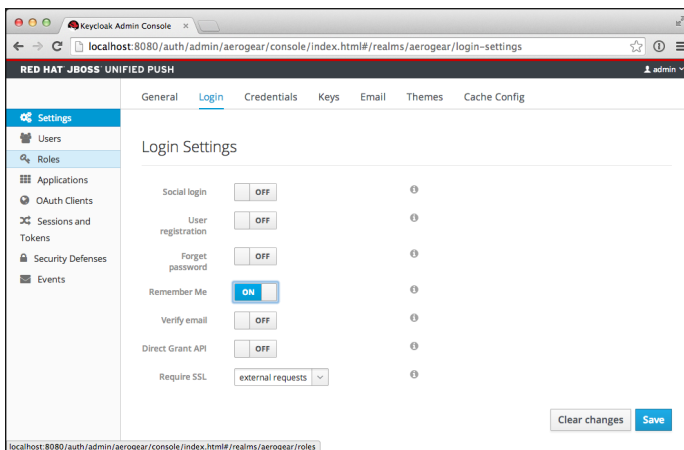 Keycloak Admin Console ×
localhost:8080/auth/admin/aerogear/console/index.html#/realms/aerogear/login-settings
RED HAT JBOSS UNIFIED PUSH
admin
General Login Credentials Keys Email Themes Cache Config
Settings
Users
Roles
Applications
OAuth Clients
Sessions and
Tokens
Security Defenses
Events
Login Settings
Social login OFF
User
registration
OFF
Forget
password
OFF
Remember Me ON
Verify email OFF
Direct Grant API OFF
Require SSL external requests
Clear changes Save
localhost:8080/auth/admin/aerogear/console/index.html#/realms/aerogear/roles